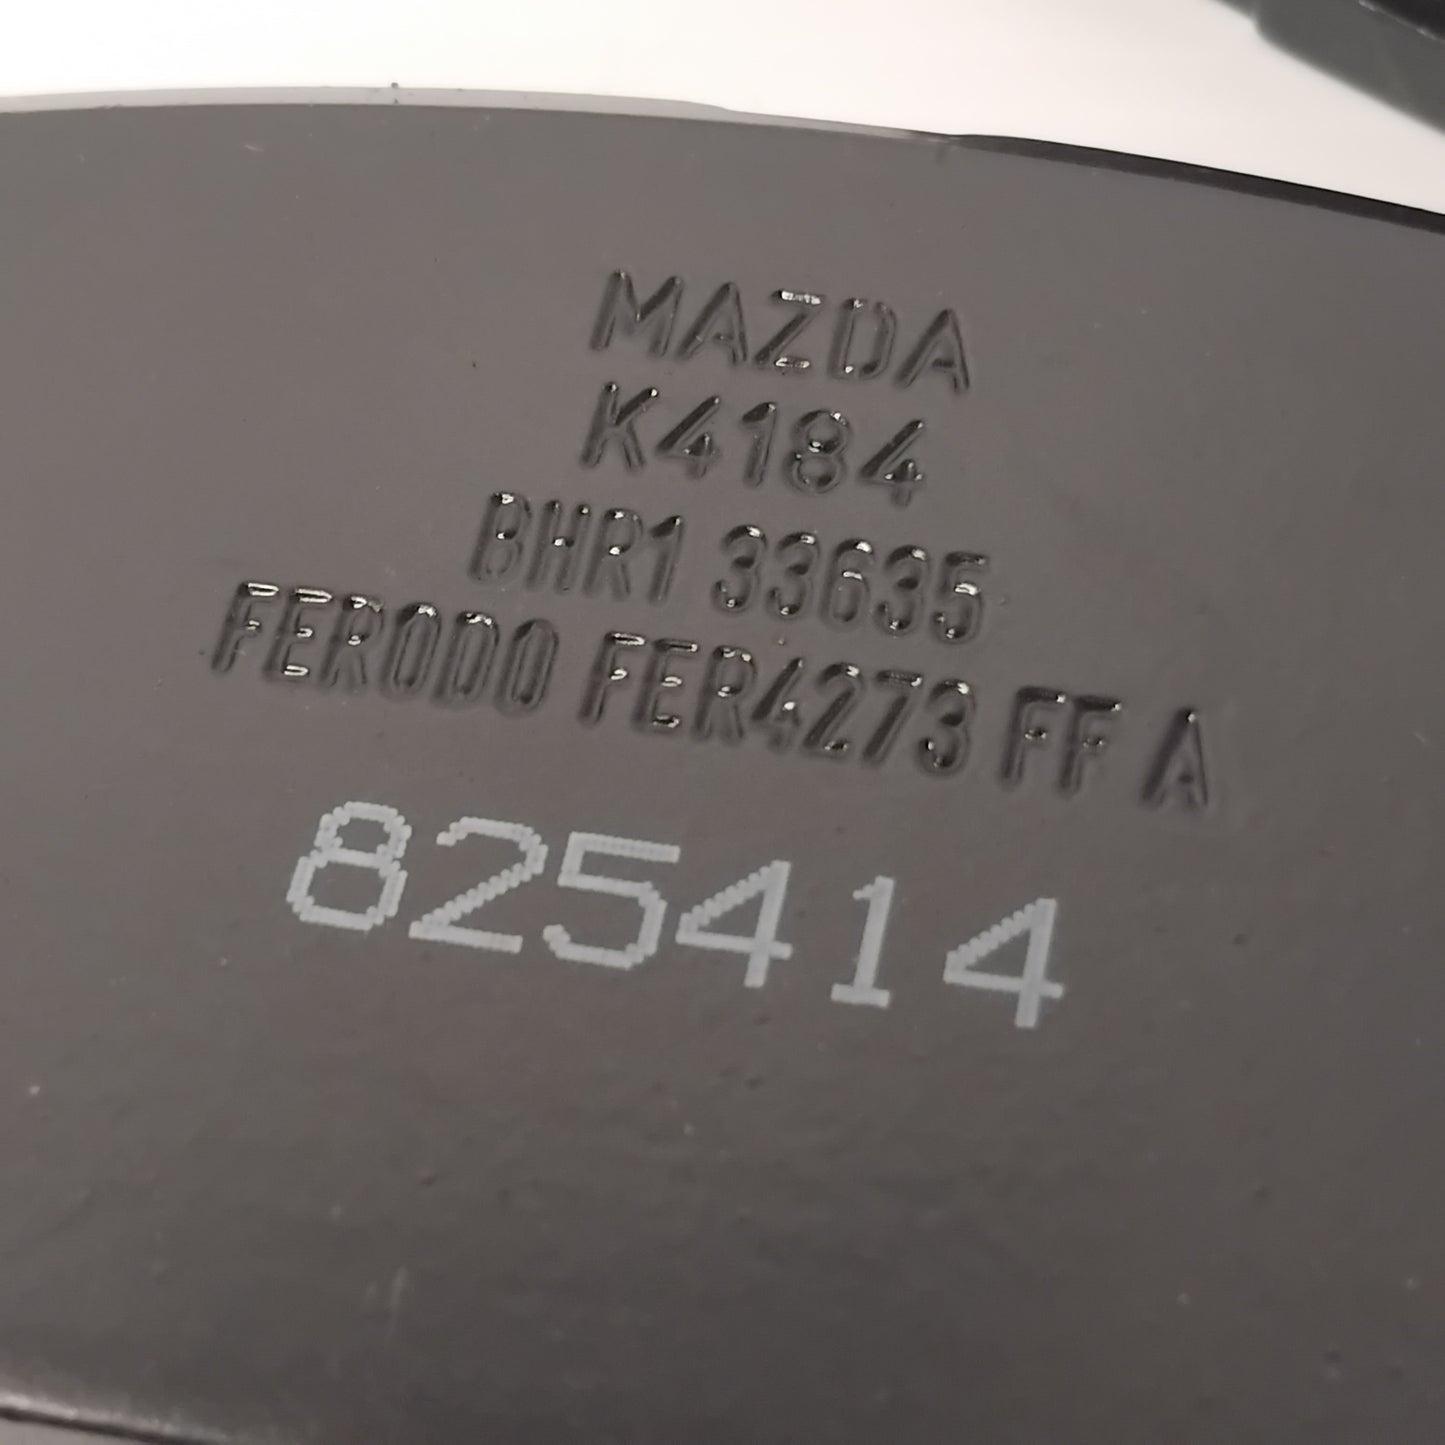 MAZDA
K4184
BHR1 33635
FERODO FER4273 FF A
825414